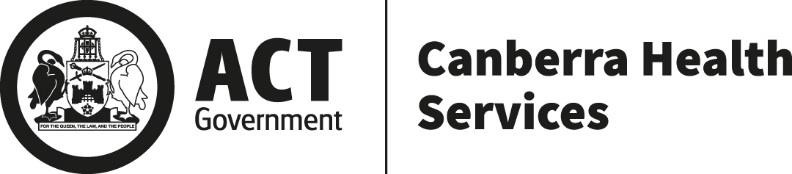 FOR THE QUEEN, THE LAW, AND THE PEOPLE
ACT
Government
Canberra Health
Services